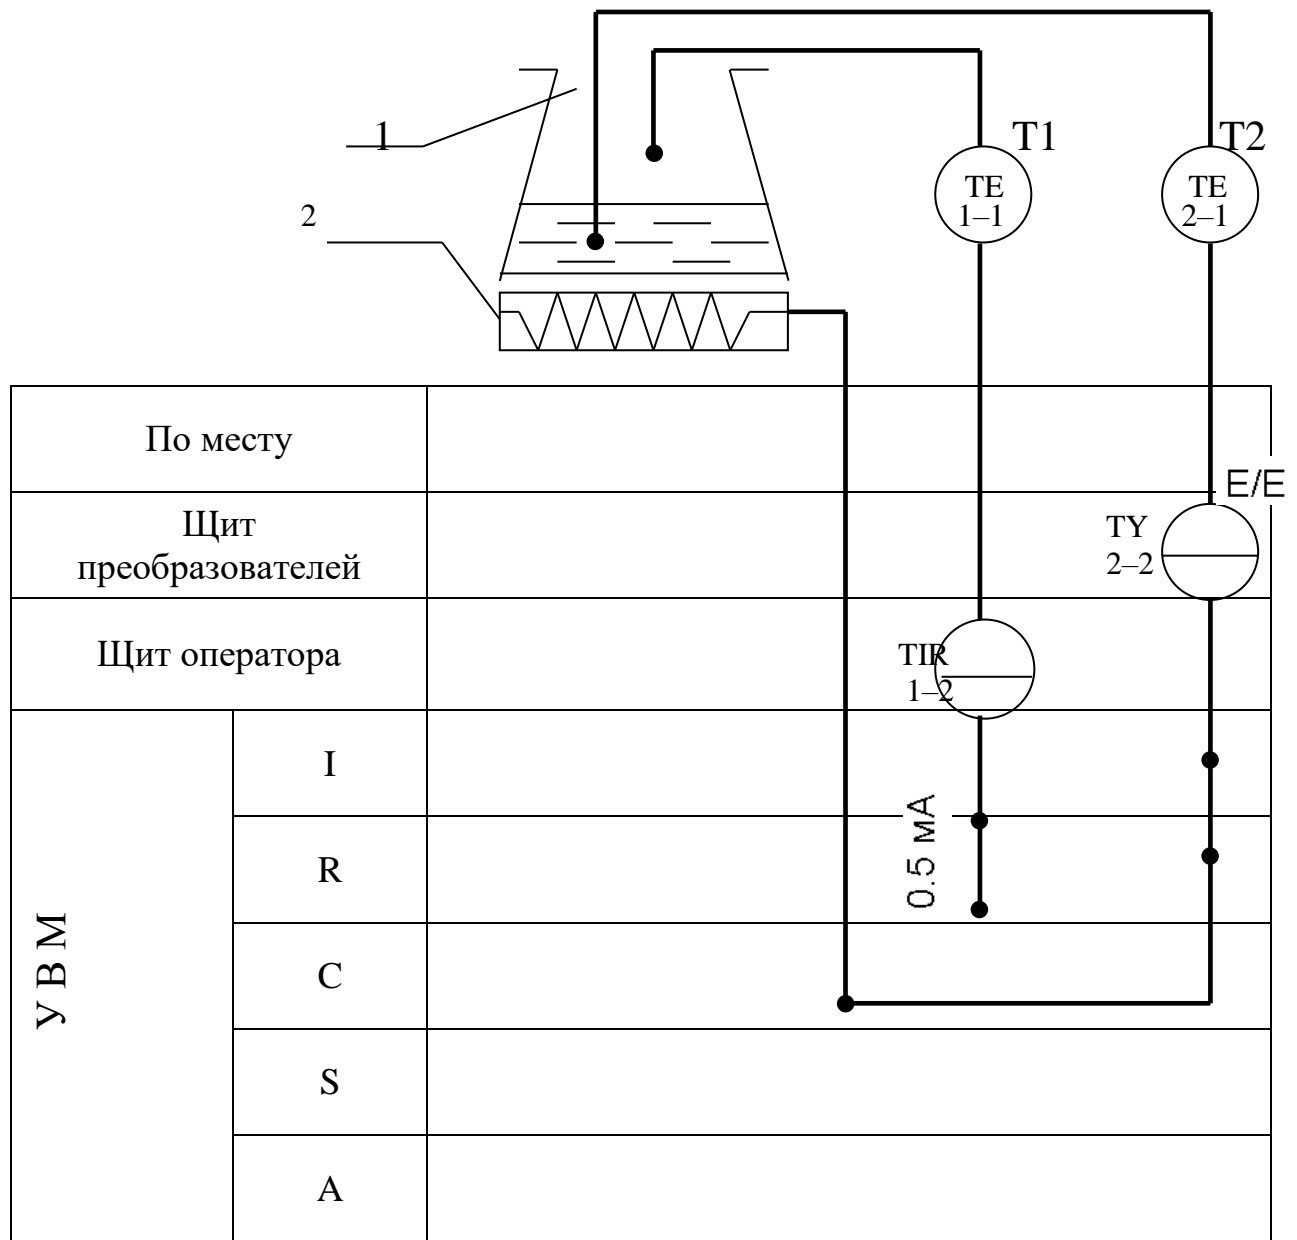 1
T1
T2
TE
1–1
TE
2–1
2
По месту
E/E
Щит
преобразователей
TY
2–2
Щит оператора
TIR
1–2
У В М
I
0.5 мА
R
C
S
A